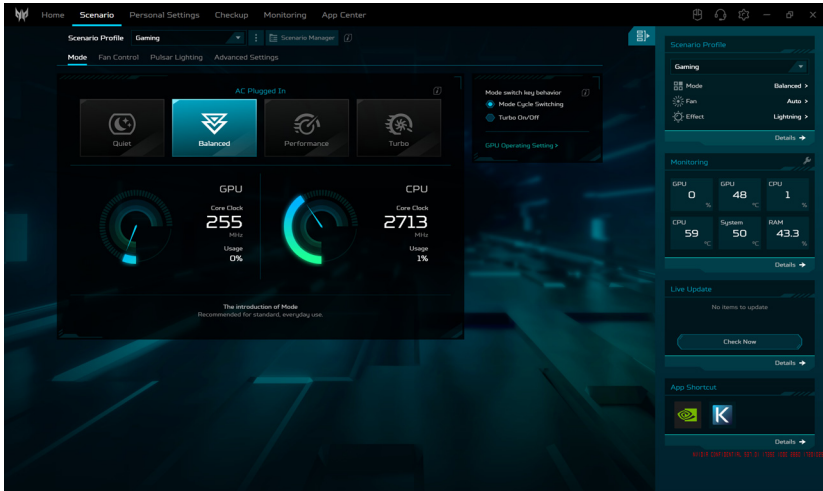 Home Scenario Personal Settings Checkup Monitoring App Center
Scenario Profile Gaming Scenario Manager
Mode Fan Control Pulsar Lighting Advanced Settings
AC Plugged In
Quiet Balanced Performance Turbo
GPU
Core Clock
255
MHz
Usage
0%
CPU
Core Clock
2713
MHz
Usage
1%
The introduction of Mode
Recommended for standard, everyday use.
Mode switch key behavior
Mode Cycle Switching
Turbo On/Off
GPU Operating Setting >
Scenario Profile
Gaming
Mode Balanced >
Fan Auto >
Effect Lightning >
Details →
Monitoring
GPU GPU CPU
0 48 1
% °C %
CPU System RAM
59 50 43.3
°C °C %
Details →
Live Update
No items to update
Check Now
Details →
App Shortcut
K
Details →